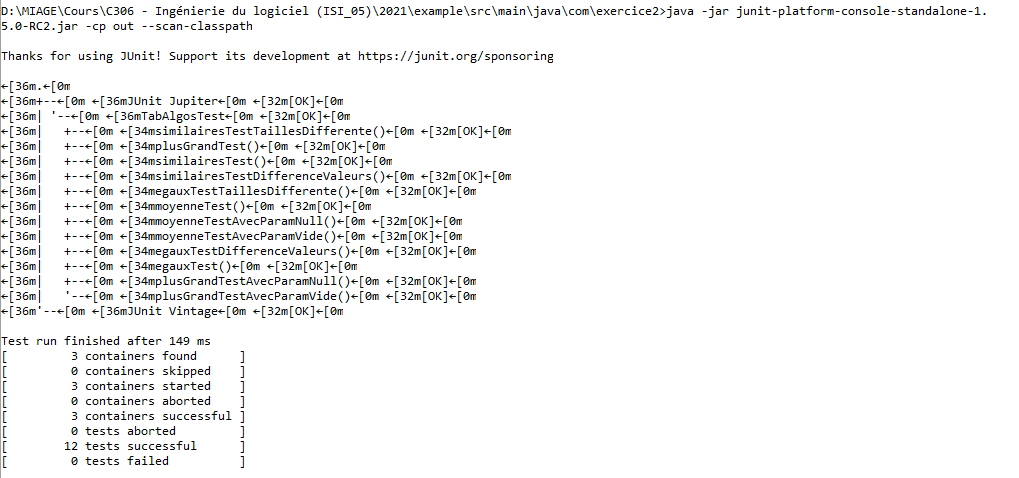 D:\MIAGE\Cours\C306 - Ingénierie du logiciel (ISI_05)\2021\example\src\main\java\com\exercice2>java -jar junit-platform-console-standalone-1.
5.0-RC2.jar -cp out --scan-classpath
Thanks for using JUnit! Support its development at https://junit.org/sponsoring
←[36m.←[0m
←[36m+--←[0m ←[36mJUnit Jupiter←[0m ←[32m[OK]←[0m
←[36m| '--←[0m ←[36mTabAlgosTest←[0m ←[32m[OK]←[0m
←[36m|   +--←[0m ←[34msimilairesTestTaillesDifferente()←[0m ←[32m[OK]←[0m
←[36m|   +--←[0m ←[34mplusGrandTest()←[0m ←[32m[OK]←[0m
←[36m|   +--←[0m ←[34msimilairesTest()←[0m ←[32m[OK]←[0m
←[36m|   +--←[0m ←[34msimilairesTestDifferenceValeurs()←[0m ←[32m[OK]←[0m
←[36m|   +--←[0m ←[34megauxTestTaillesDifferente()←[0m ←[32m[OK]←[0m
←[36m|   +--←[0m ←[34mmoyenneTest()←[0m ←[32m[OK]←[0m
←[36m|   +--←[0m ←[34mmoyenneTestAvecParamNull()←[0m ←[32m[OK]←[0m
←[36m|   +--←[0m ←[34mmoyenneTestAvecParamVide()←[0m ←[32m[OK]←[0m
←[36m|   +--←[0m ←[34megauxTestDifferenceValeurs()←[0m ←[32m[OK]←[0m
←[36m|   +--←[0m ←[34megauxTest()←[0m ←[32m[OK]←[0m
←[36m|   +--←[0m ←[34mplusGrandTestAvecParamNull()←[0m ←[32m[OK]←[0m
←[36m|   '--←[0m ←[34mplusGrandTestAvecParamVide()←[0m ←[32m[OK]←[0m
←[36m'--←[0m ←[36mJUnit Vintage←[0m ←[32m[OK]←[0m
Test run finished after 149 ms
[         3 containers found      ]
[         0 containers skipped    ]
[         3 containers started    ]
[         0 containers aborted    ]
[         3 containers successful ]
[         0 tests aborted         ]
[        12 tests successful      ]
[         0 tests failed          ]